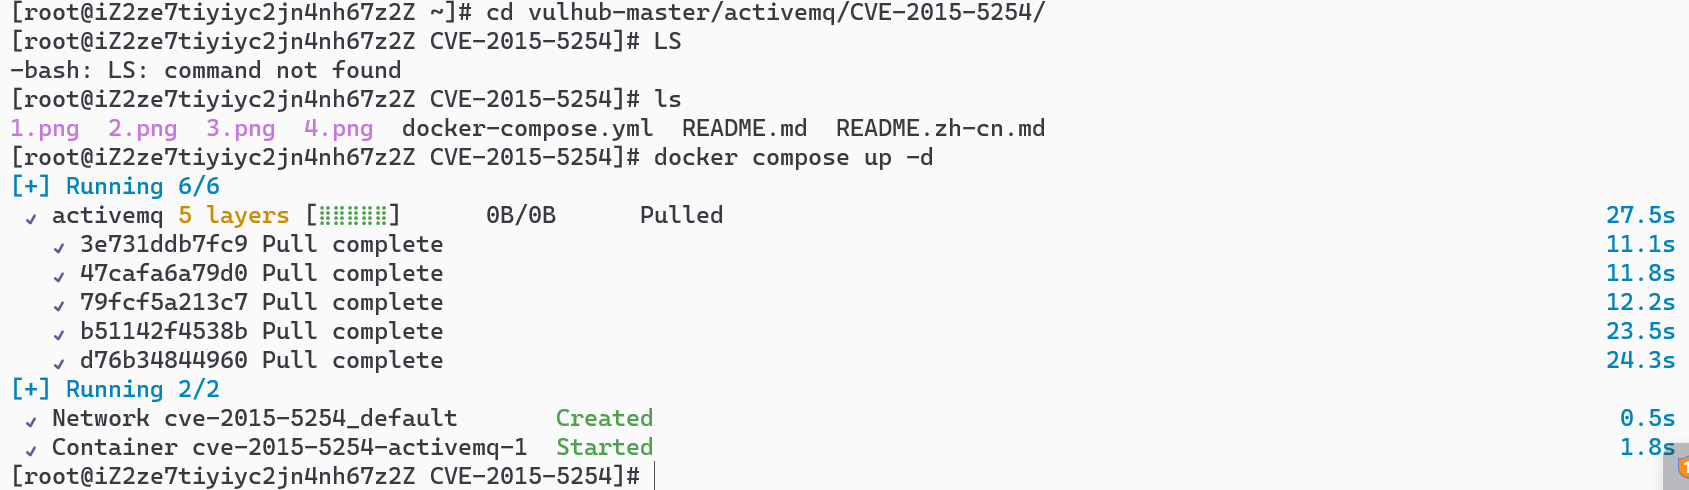 [root@iZ2ze7tiyiyc2jn4nh67z2Z ~]# cd vulhub-master/activemq/CVE-2015-5254/
[root@iZ2ze7tiyiyc2jn4nh67z2Z CVE-2015-5254]# LS
-bash: LS: command not found
[root@iZ2ze7tiyiyc2jn4nh67z2Z CVE-2015-5254]# ls
1.png  2.png  3.png  4.png  docker-compose.yml  README.md  README.zh-cn.md
[root@iZ2ze7tiyiyc2jn4nh67z2Z CVE-2015-5254]# docker compose up -d
[+] Running 6/6
✓ activemq 5 layers [⣿⣿⣿⣿⣿]      0B/0B      Pulled 27.5s
✓ 3e731ddb7fc9 Pull complete 11.1s
✓ 47cafa6a79d0 Pull complete 11.8s
✓ 79fcf5a213c7 Pull complete 12.2s
✓ b51142f4538b Pull complete 23.5s
✓ d76b34844960 Pull complete 24.3s
[+] Running 2/2
✓ Network cve-2015-5254_default       Created 0.5s
✓ Container cve-2015-5254-activemq-1  Started 1.8s
[root@iZ2ze7tiyiyc2jn4nh67z2Z CVE-2015-5254]#